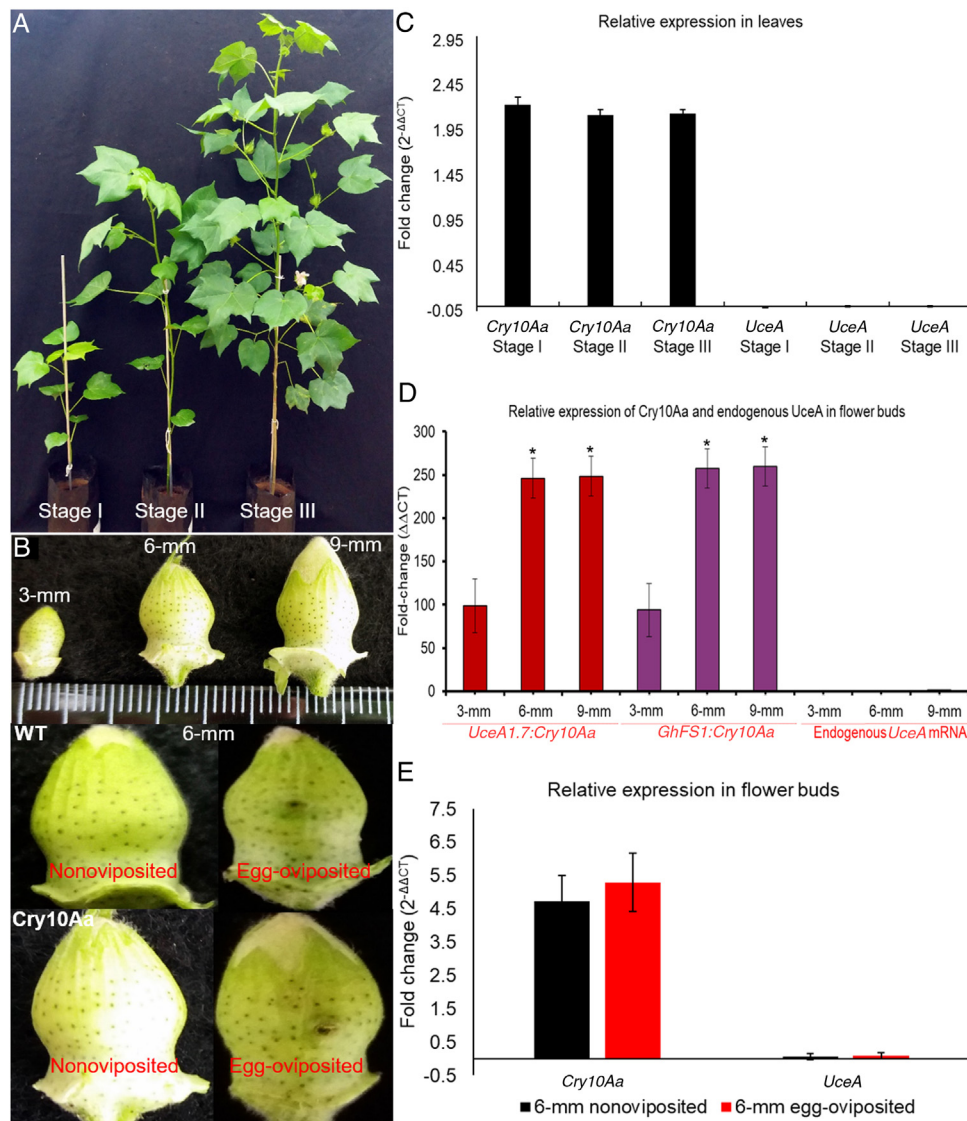 A
Stage I
Stage II
Stage III
B
3-mm
6-mm
9-mm
WT
6-mm
Nonoviposited
Egg-oviposited
Cry10Aa
Nonoviposited
Egg-oviposited
C
Relative expression in leaves
Fold change (2-ΔΔCT)
2.95
2.45
1.95
1.45
0.95
0.45
-0.05
Cry10Aa Stage I
Cry10Aa Stage II
Cry10Aa Stage III
UceA Stage I
UceA Stage II
UceA Stage III
D
Relative expression of Cry10Aa and endogenous UceA in flower buds
Fold-change (ΔΔCT)
300
250
200
150
100
50
0
* * * *
3-mm 6-mm 9-mm 3-mm 6-mm 9-mm 3-mm 6-mm 9-mm
UceA1.7:Cry10Aa GhFS1:Cry10Aa Endogenous UceA mRNA
E
Relative expression in flower buds
Fold change (2-ΔΔCT)
7.5
6.5
5.5
4.5
3.5
2.5
1.5
0.5
-0.5
Cry10Aa UceA
6-mm nonoviposited 6-mm egg-oviposited